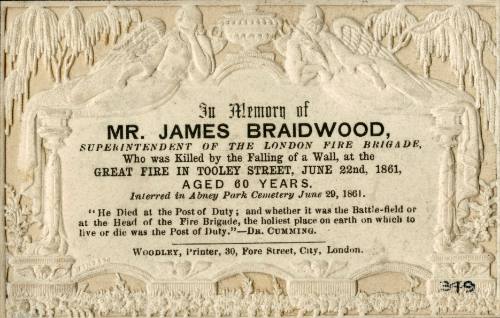 In Memory of
MR. JAMES BRAIDWOOD,
SUPERINTENDENT OF THE LONDON FIRE BRIGADE,
Who was Killed by the Falling of a Wall, at the
GREAT FIRE IN TOOLEY STREET, JUNE 22nd, 1861,
AGED 60 YEARS.
Interred in Abney Park Cemetery June 29, 1861.
"He Died at the Post of Duty; and whether it was the Battle-field or
at the Head of the Fire Brigade, the holiest place on earth on which to
live or die was the Post of Duty."—DR. CUMMING.
WOODLEY, Printer, 30, Fore Street, City, London.
319